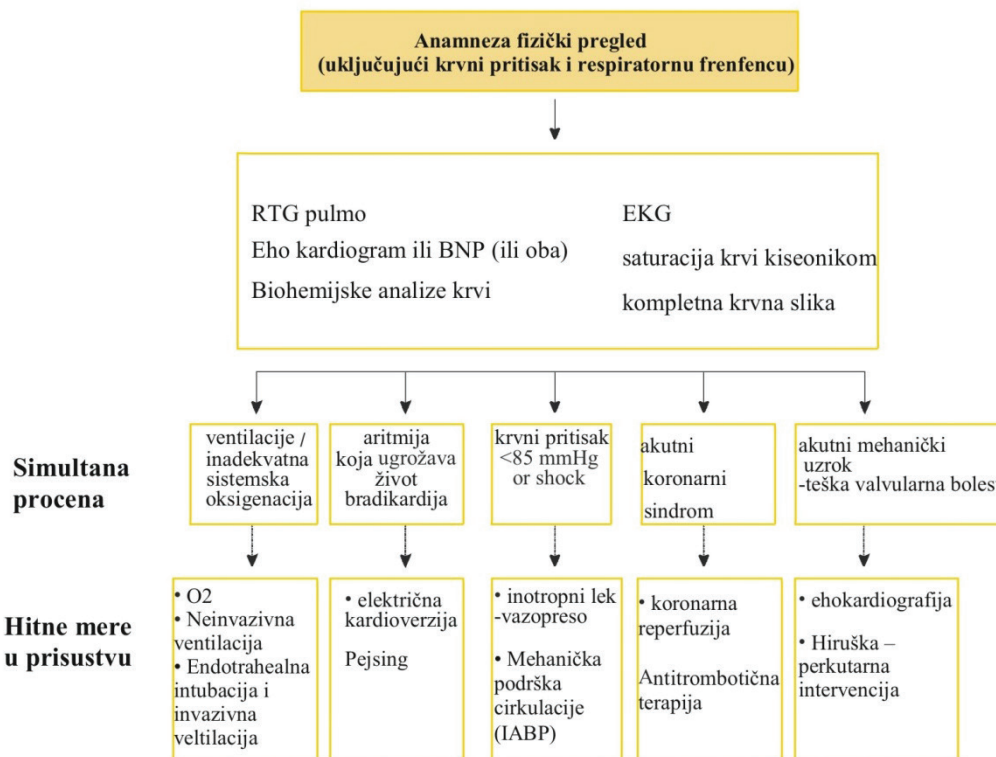 Anamneza fizički pregled
(uključujući krvni pritisak i respiratornu frenfencu)
RTG pulmo
Eho kardiogram ili BNP (ili oba)
Biohemijske analize krvi
EKG
saturacija krvi kiseonikom
kompletna krvna slika
Simultana
procena
ventilacije /
inadekvatna
sistemska
oksigenacija
aritmija
koja ugrožava
život
bradikardija
krvni pritisak
<85 mmHg
or shock
akutni
koronarni
sindrom
akutni mehanički
uzrok
-teška valvularna bolest
Hitne mere
u prisustvu
• O2
• Neinvazivna
ventilacija
• Endotrahealna
intubacija i
invazivna
veltilacija
• električna
kardioverzija
Pejsing
• inotropni lek
-vazopreso
• Mehanička
podrška
cirkulacije
(IABP)
• koronarna
reperfuzija
Antitrombotična
terapija
• ehokardiografija
• Hiruška –
perkutarna
intervencija